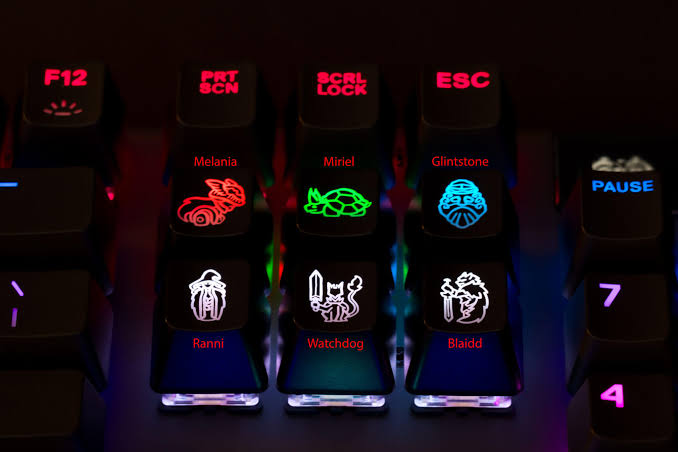 F12
PRT
SCN
SCRL
LOCK
ESC
Melania
Miriel
Glintstone
PAUSE
Ranni
Watchdog
Blaidd
7
4